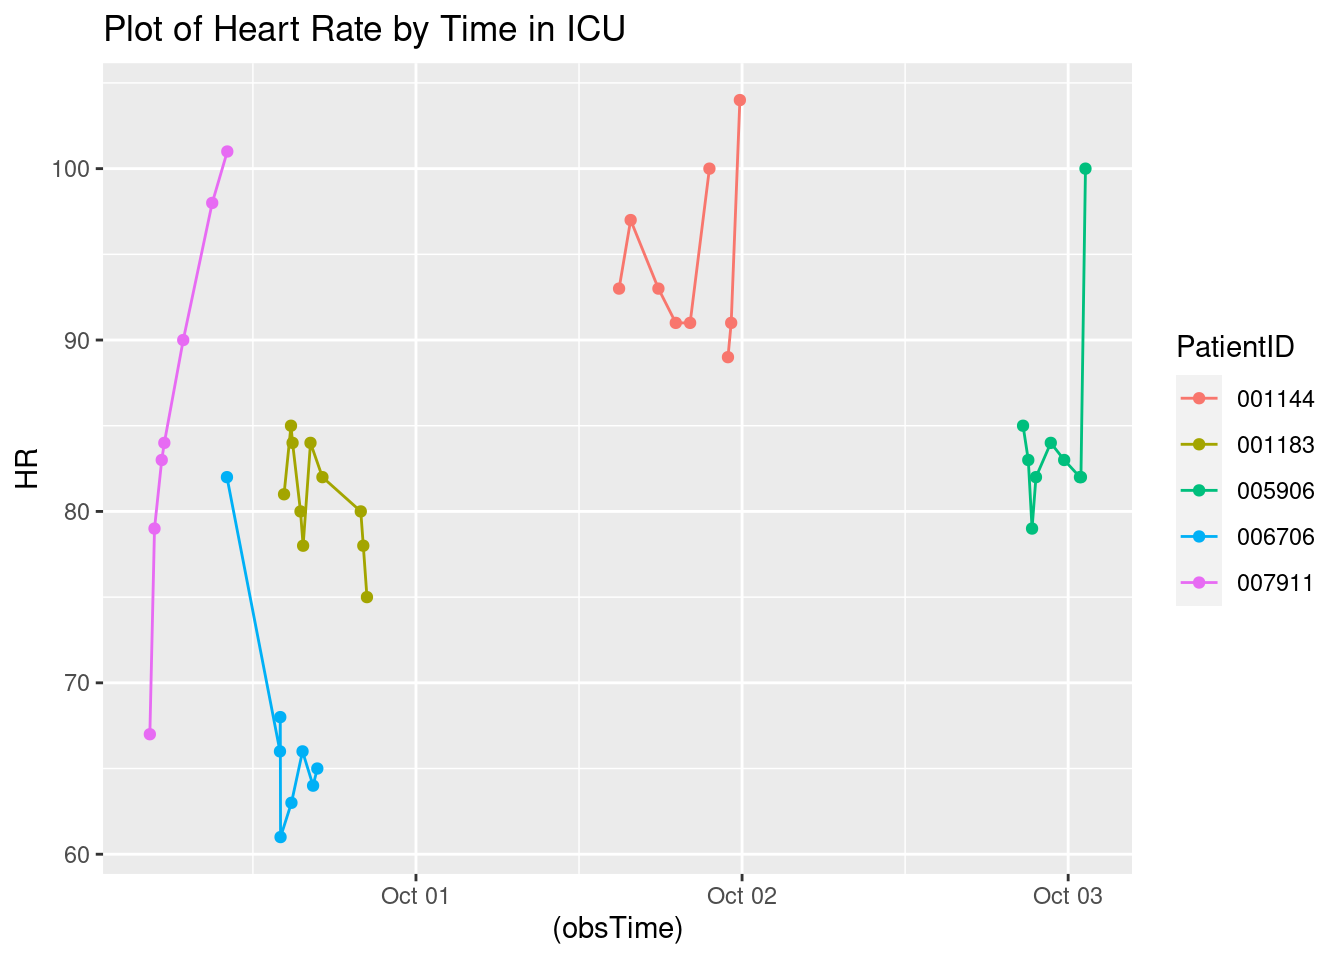 Plot of Heart Rate by Time in ICU
HR
100
90
80
70
60
Oct 01
Oct 02
Oct 03
(obsTime)
PatientID
001144
001183
005906
006706
007911